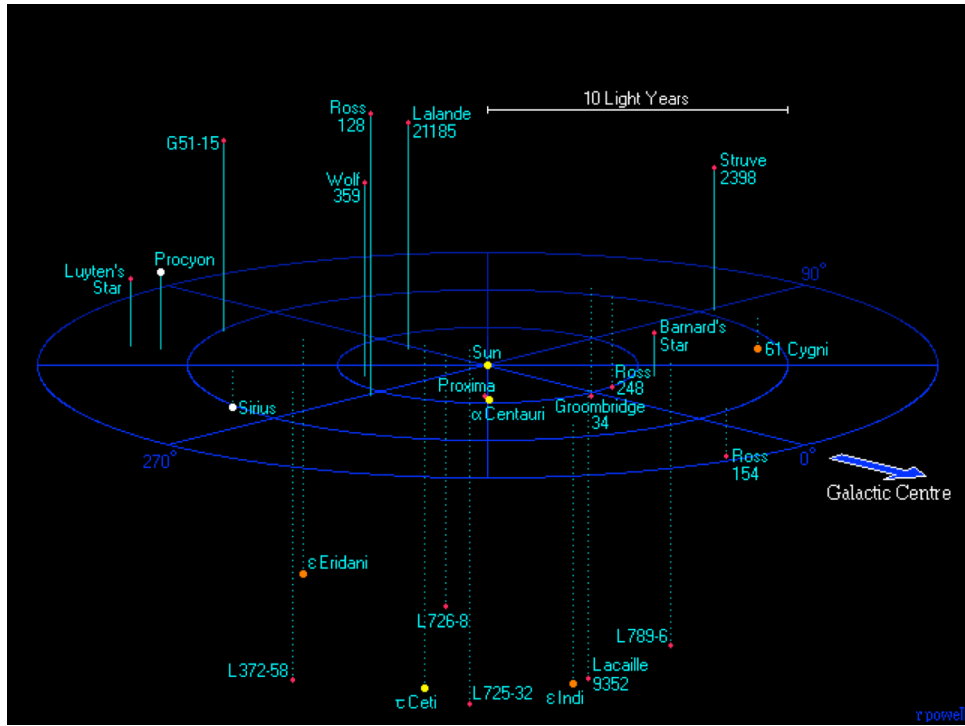 10 Light Years
Ross
128
Lalande
21185
G51-15
Struve
2398
Wolf
359
Procyon
Luyten's
Star
90°
Barnard's
Star
Sun
61 Cygni
Ross
248
Proxima
α Centauri
Groombridge
34
Sirius
270°
0°
Ross
154
Galactic Centre
ε Eridani
L726-8
L789-6
L372-58
Lacaille
9352
τ Ceti
L725-32
ε Indi
r powell